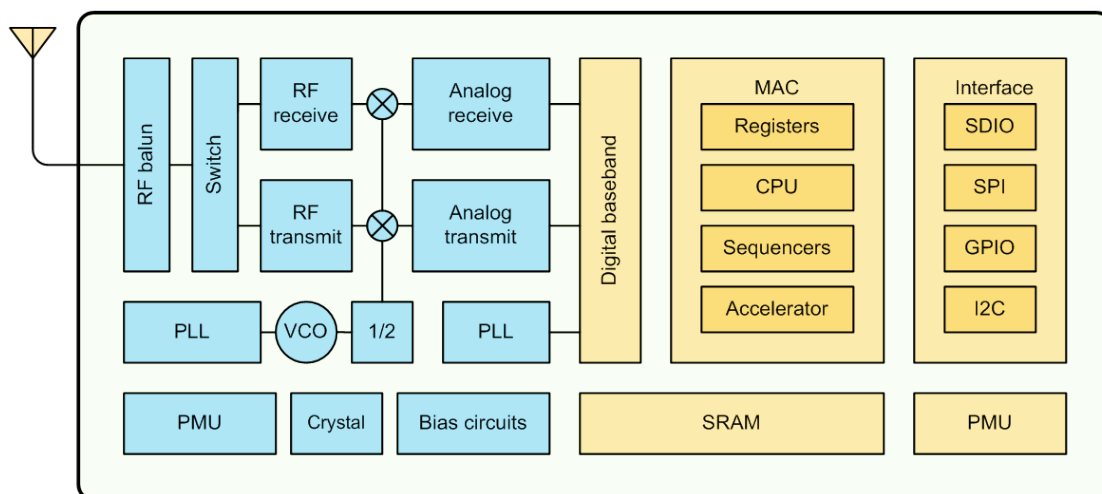 RF balun
Switch
RF
receive
Analog
receive
RF
transmit
Analog
transmit
PLL
VCO
1/2
PLL
Digital baseband
MAC
Registers
CPU
Sequencers
Accelerator
Interface
SDIO
SPI
GPIO
I2C
PMU
Crystal
Bias circuits
SRAM
PMU